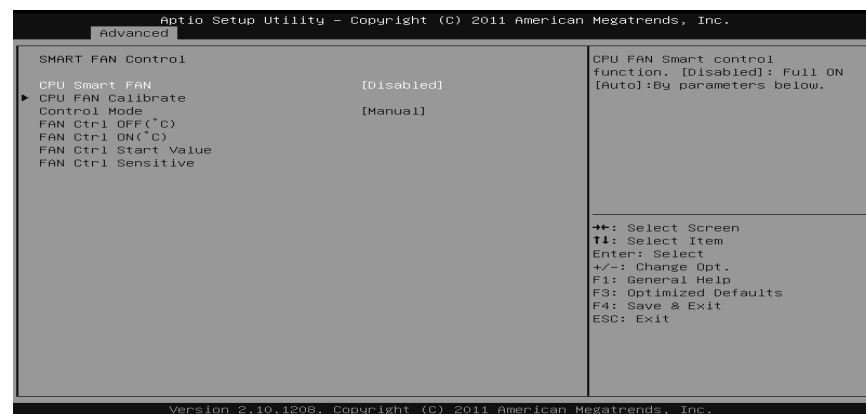 Aptio Setup Utility – Copyright (C) 2011 American Megatrends, Inc.
Advanced
SMART FAN Control
CPU Smart FAN [Disabled]
► CPU FAN Calibrate
Control Mode [Manual]
FAN Ctrl OFF(°C)
FAN Ctrl ON(°C)
FAN Ctrl Start Value
FAN Ctrl Sensitive
CPU FAN Smart control
function. [Disabled]: Full ON
[Auto]:By parameters below.
→←: Select Screen
↑↓: Select Item
Enter: Select
+/-: Change Opt.
F1: General Help
F3: Optimized Defaults
F4: Save & Exit
ESC: Exit
Version 2.10.1208. Copyright (C) 2011 American Megatrends, Inc.